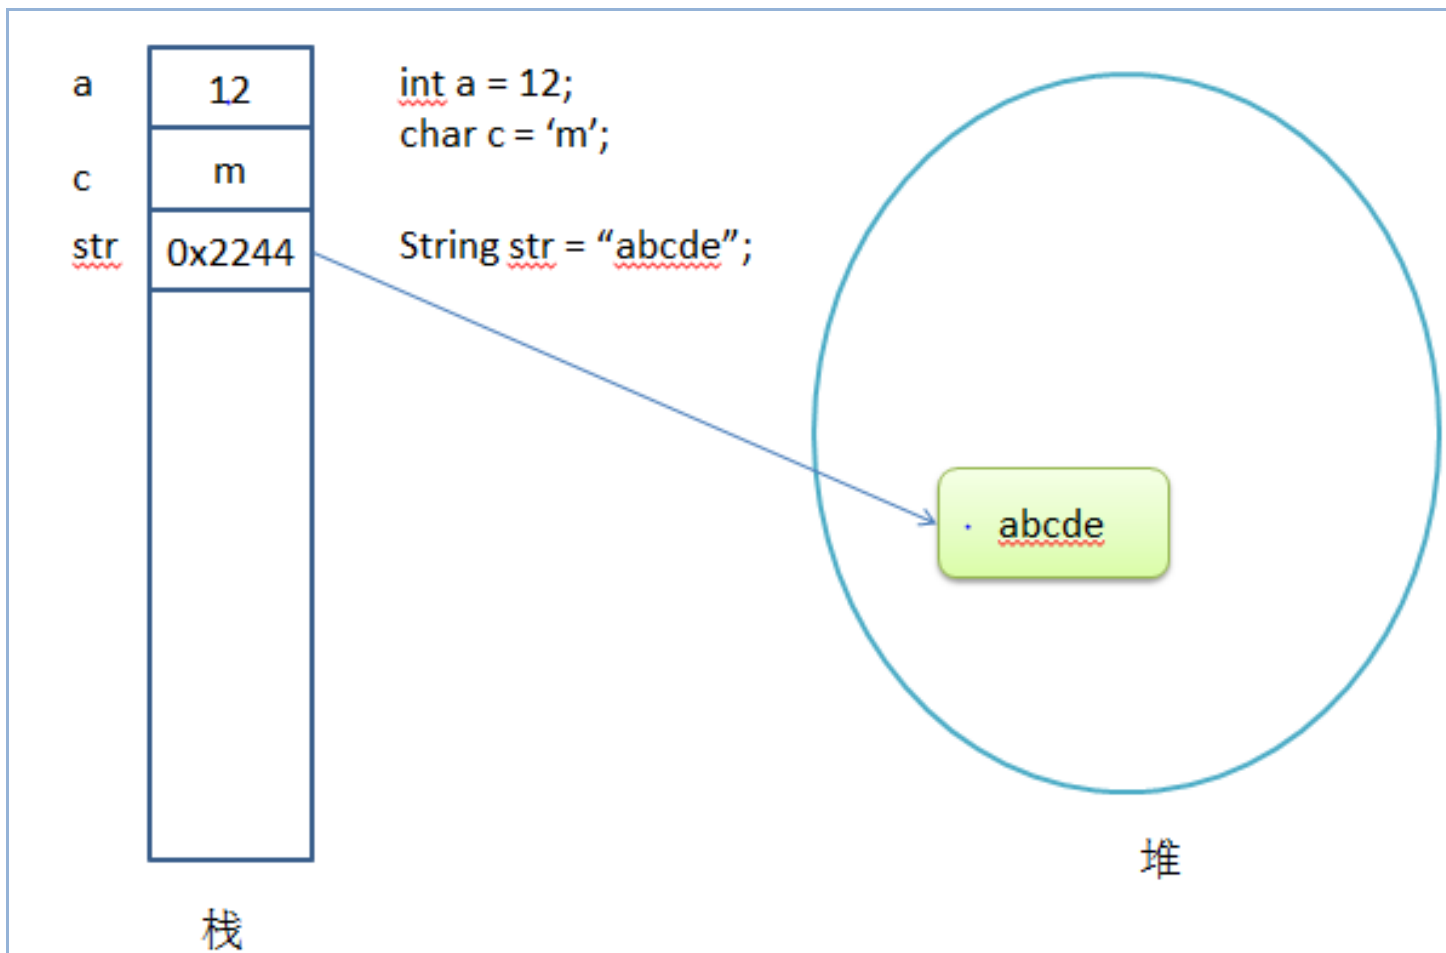 a
12
int a = 12;
char c = ‘m’;
c
m
str
0x2244
String str = “abcde”;
abcde
堆
栈